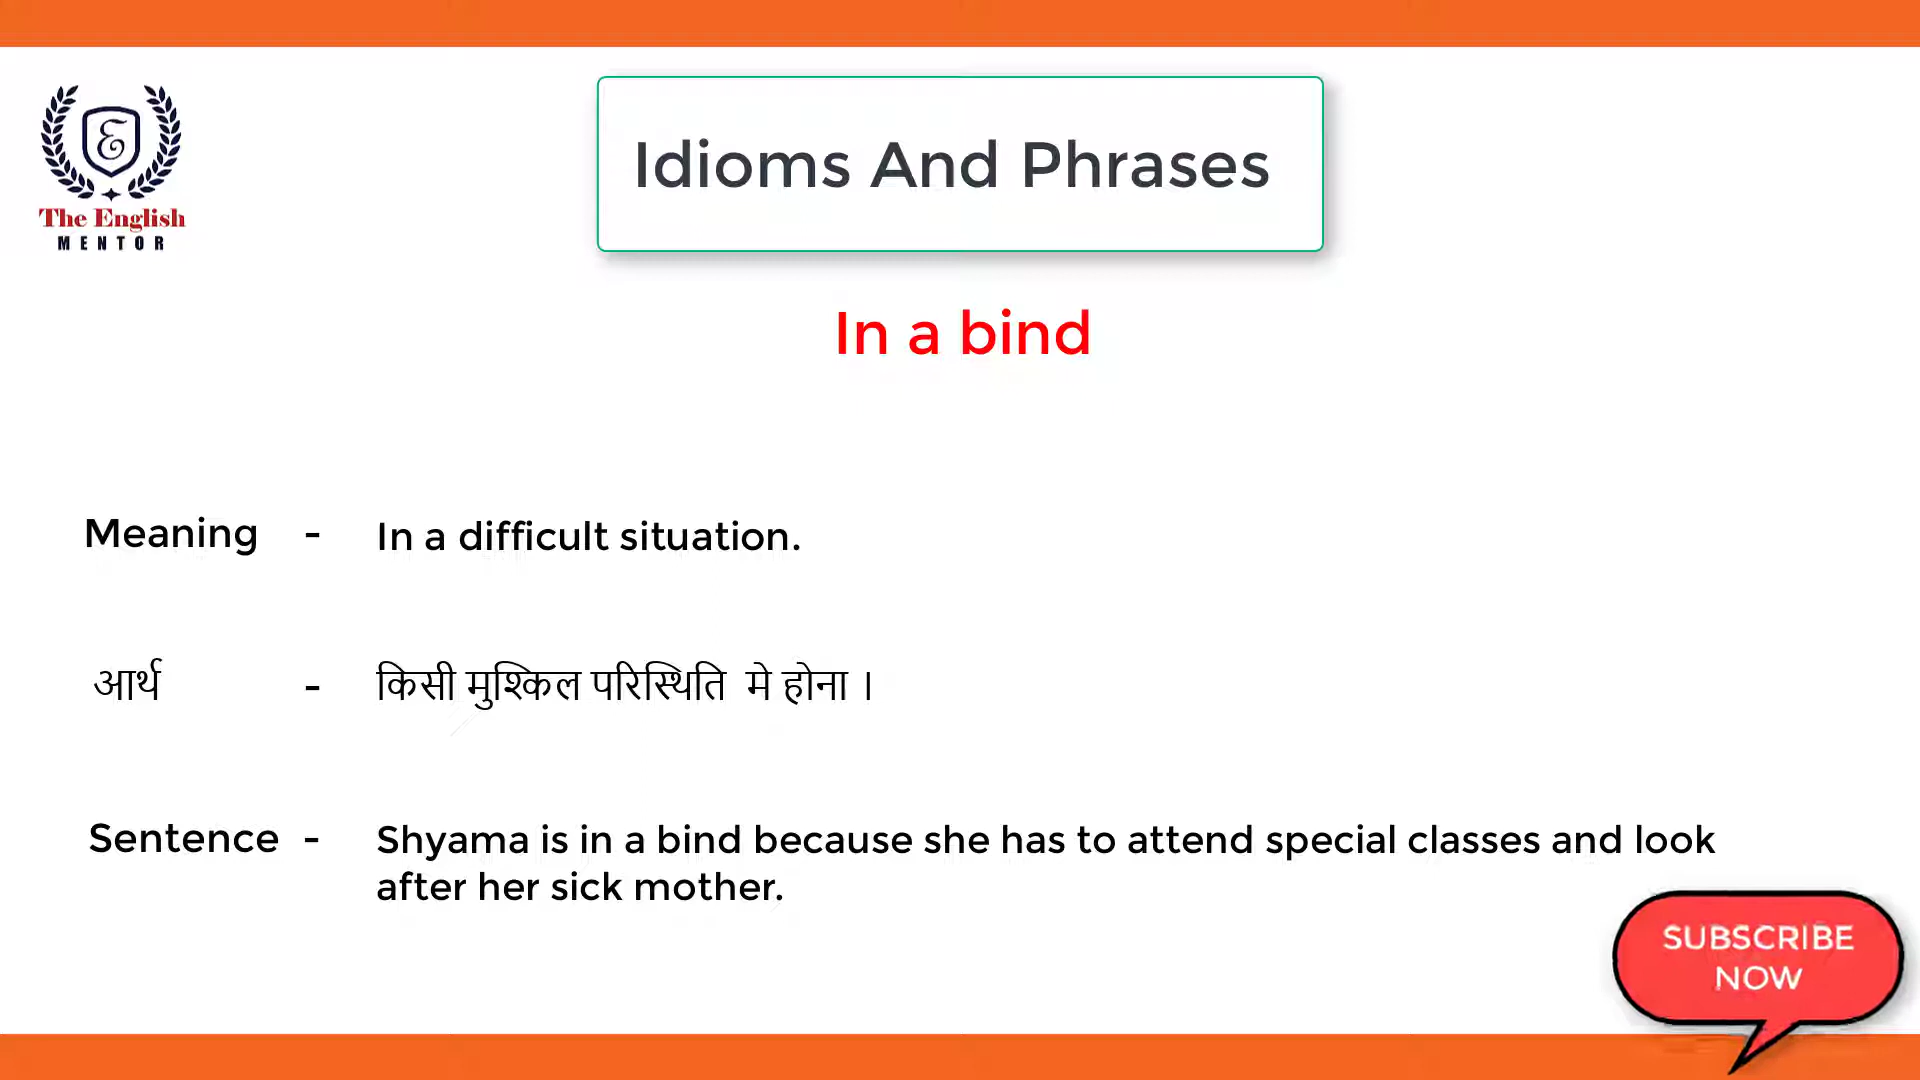 Idioms And Phrases
E
The English
MENTOR
In a bind
Meaning - In a difficult situation.
आर्थ - किसी मुश्किल परिस्थिति मे होना ।
Sentence - Shyama is in a bind because she has to attend special classes and look
after her sick mother.
SUBSCRIBE
NOW